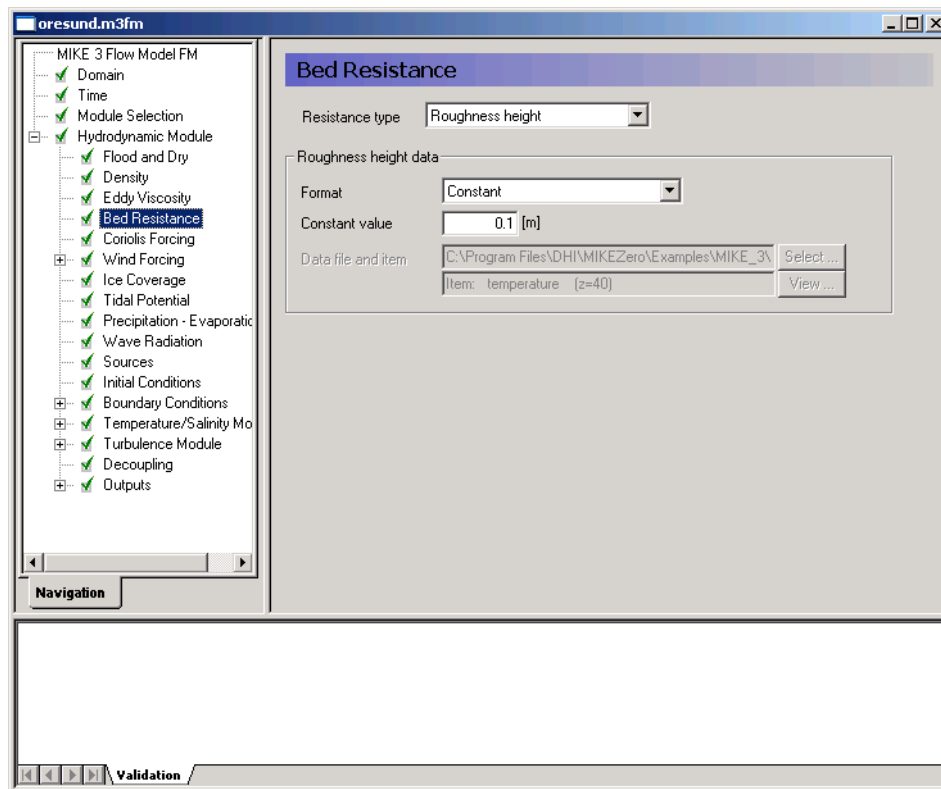 oresund.m3fm
MIKE 3 Flow Model FM
Domain
Time
Module Selection
Hydrodynamic Module
Flood and Dry
Density
Eddy Viscosity
Bed Resistance
Coriolis Forcing
Wind Forcing
Ice Coverage
Tidal Potential
Precipitation - Evaporatic
Wave Radiation
Sources
Initial Conditions
Boundary Conditions
Temperature/Salinity Mo
Turbulence Module
Decoupling
Outputs
Navigation
Bed Resistance
Resistance type Roughness height
Roughness height data
Format Constant
Constant value 0.1 [m]
Data file and item C:\Program Files\DHI\MIKEZero\Examples\MIKE_3\ Select ...
Item: temperature (z=40) View ...
Validation